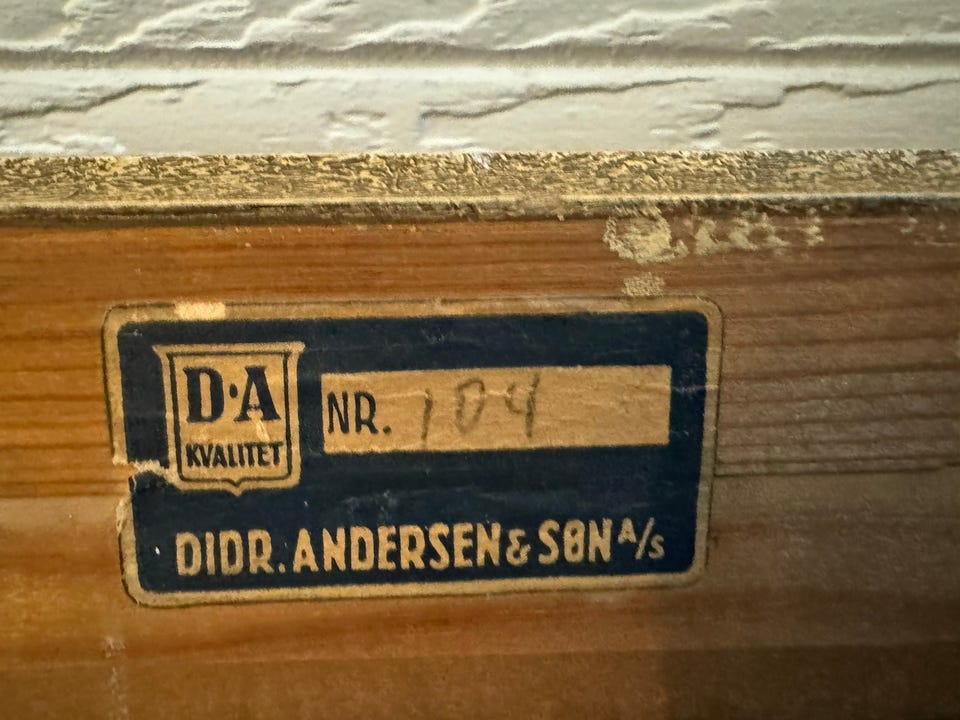 D·A
KVALITET
NR. 104
DIDR. ANDERSEN & SØN A/S